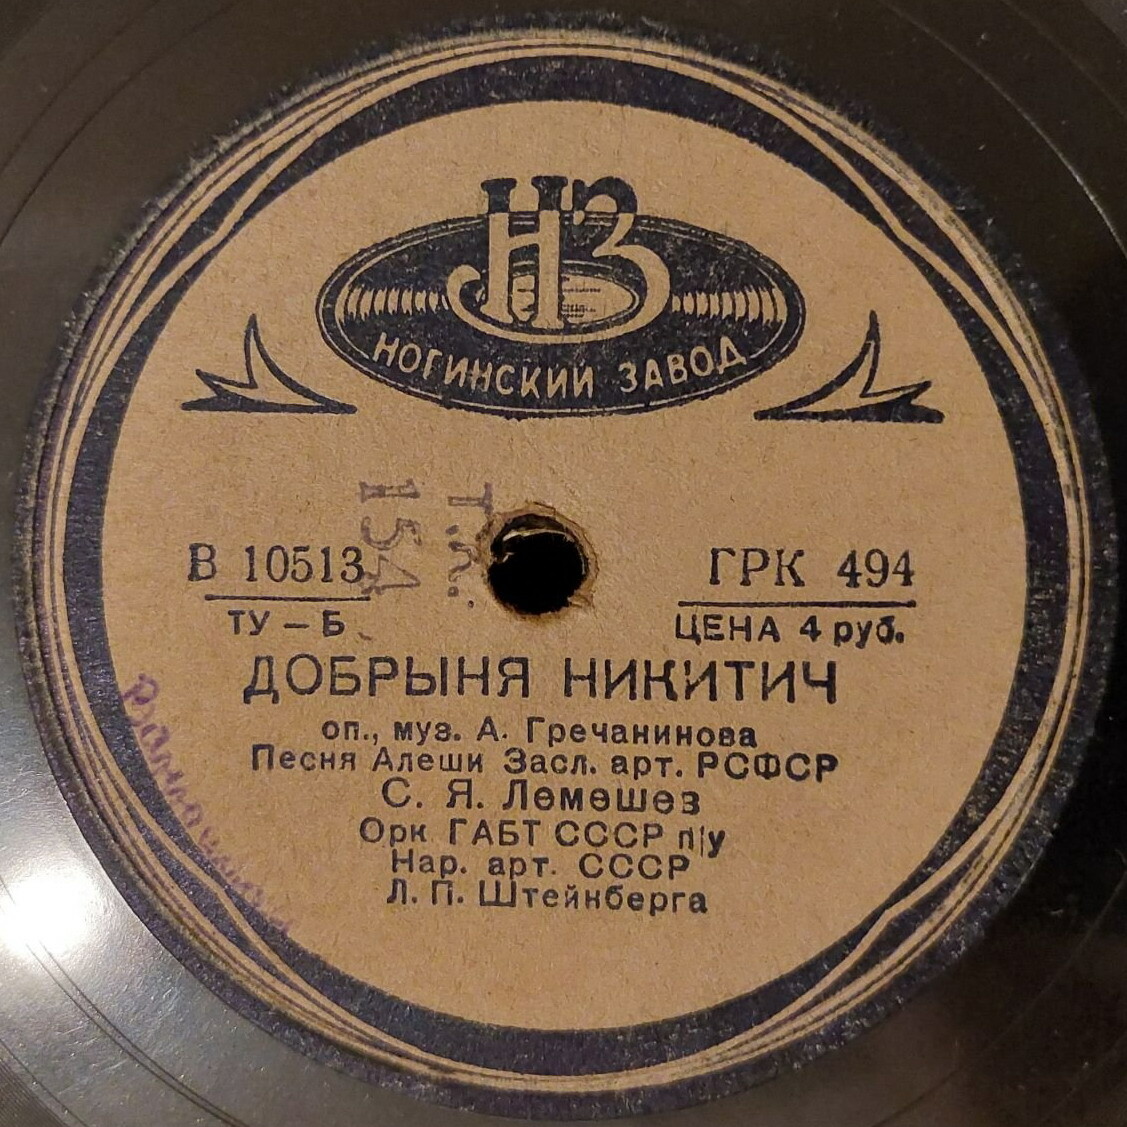 НЗ
НОГИНСКИЙ ЗАВОД
Т.К.
154
В 10513
ТУ – Б
ГРК 494
ЦЕНА 4 руб.
ДОБРЫНЯ НИКИТИЧ
оп., муз. А. Гречанинова
Песня Алеши Засл. арт. РСФСР
С. Я. Лемешев
Орк ГАБТ СССР п/у
Нар. арт. СССР
Л. П. Штейнберга